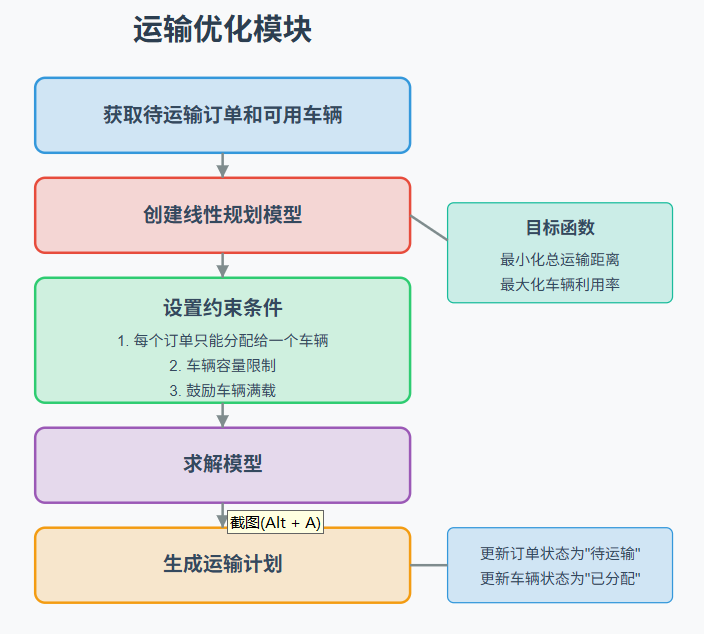 运输优化模块
获取待运输订单和可用车辆
创建线性规划模型
目标函数
最小化总运输距离
最大化车辆利用率
设置约束条件
1. 每个订单只能分配给一个车辆
2. 车辆容量限制
3. 鼓励车辆满载
求解模型
截图(Alt + A)
生成运输计划
更新订单状态为"待运输"
更新车辆状态为"已分配"